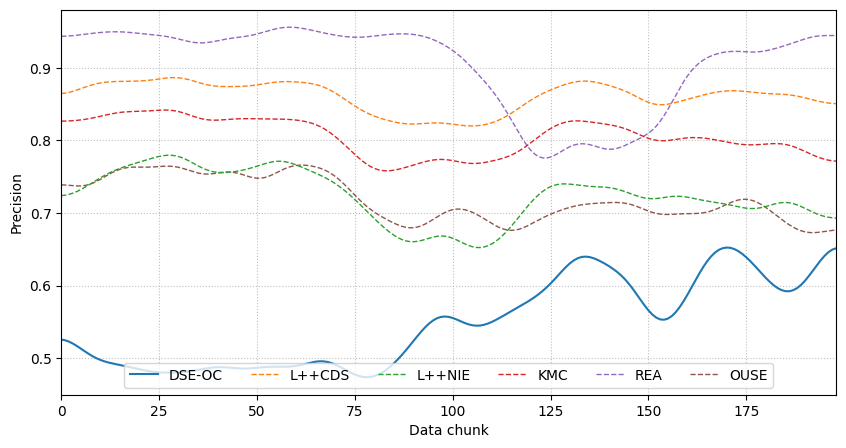 Precision
0.9
0.8
0.7
0.6
0.5
DSE-OC L++CDS L++NIE KMC REA OUSE
0 25 50 75 100 125 150 175
Data chunk